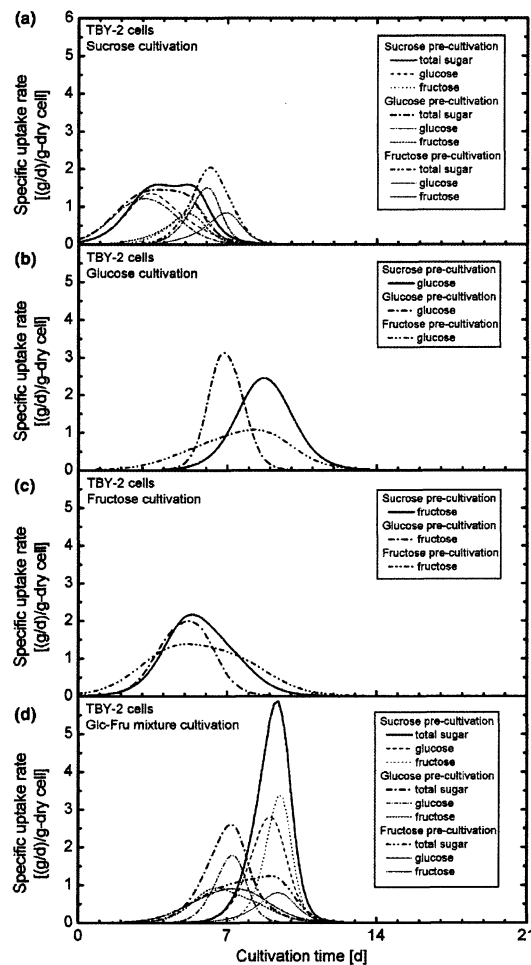 (a)
TBY-2 cells
Sucrose cultivation
Sucrose pre-cultivation
total sugar
glucose
fructose
Glucose pre-cultivation
total sugar
glucose
fructose
Fructose pre-cultivation
total sugar
glucose
fructose
Specific uptake rate
[(g/d)/g-dry cell]
6
5
4
3
2
1
0
(b)
TBY-2 cells
Glucose cultivation
Sucrose pre-cultivation
glucose
Glucose pre-cultivation
glucose
Fructose pre-cultivation
glucose
Specific uptake rate
[(g/d)/g-dry cell]
5
4
3
2
1
0
(c)
TBY-2 cells
Fructose cultivation
Sucrose pre-cultivation
fructose
Glucose pre-cultivation
fructose
Fructose pre-cultivation
fructose
Specific uptake rate
[(g/d)/g-dry cell]
5
4
3
2
1
0
(d)
TBY-2 cells
Glc-Fru mixture cultivation
Sucrose pre-cultivation
total sugar
glucose
fructose
Glucose pre-cultivation
total sugar
glucose
fructose
Fructose pre-cultivation
total sugar
glucose
fructose
Specific uptake rate
[(g/d)/g-dry cell]
5
4
3
2
1
0
0 7 14 21
Cultivation time [d]